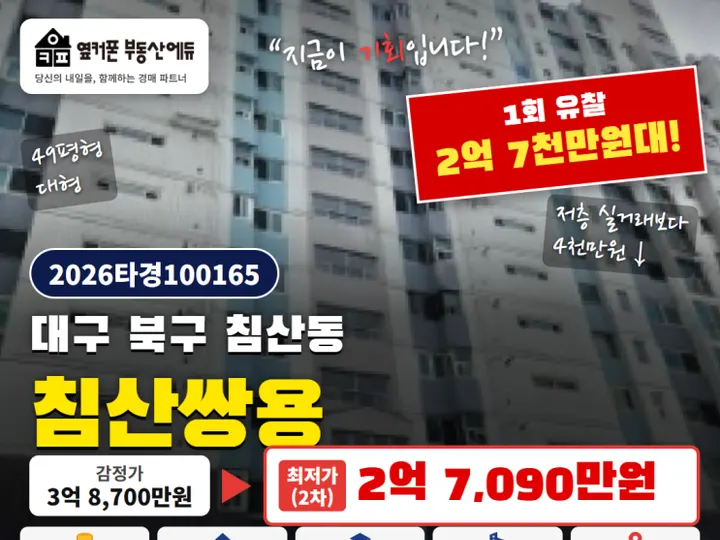 옆커폰 부동산에듀
당신의 내일을, 함께하는 경매 파트너
“지금이 기회입니다!”
1회 유찰
2억 7천만원대!
49평형
대형
저층 실거래보다
4천만원 ↓
2026타경100165
대구 북구 침산동
침산쌍용
감정가
3억 8,700만원
최저가
(2차)
2억 7,090만원